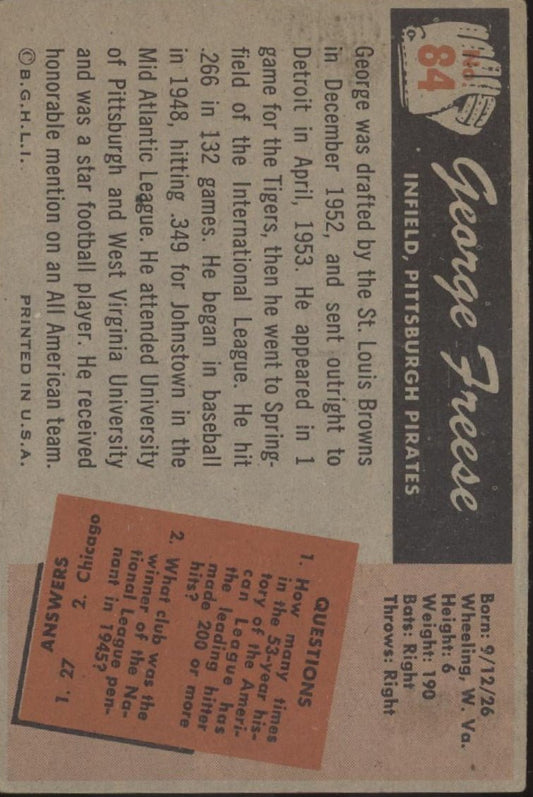 No.
84
George Freese
INFIELD, PITTSBURGH PIRATES
Born: 9/12/26
Wheeling, W. Va.
Height: 6
Weight: 190
Bats: Right
Throws: Right
George was drafted by the St. Louis Browns
in December 1952, and sent outright to
Detroit in April, 1953. He appeared in 1
game for the Tigers, then he went to Spring-
field of the International League. He hit
.266 in 132 games. He began in baseball
in 1948, hitting .349 for Johnstown in the
Mid Atlantic League. He attended University
of Pittsburgh and West Virginia University
and was a star football player. He received
honorable mention on an All American team.
©B.G.H.L.I. PRINTED IN U.S.A.
QUESTIONS
1. How many times
in the 53-year his-
tory of the Ameri-
can League has
the leading hitter
made 200 or more
hits?
2. What club was the
winner of the Na-
tional League pen-
nant in 1945?
ANSWERS
1. 27
2. Chicago